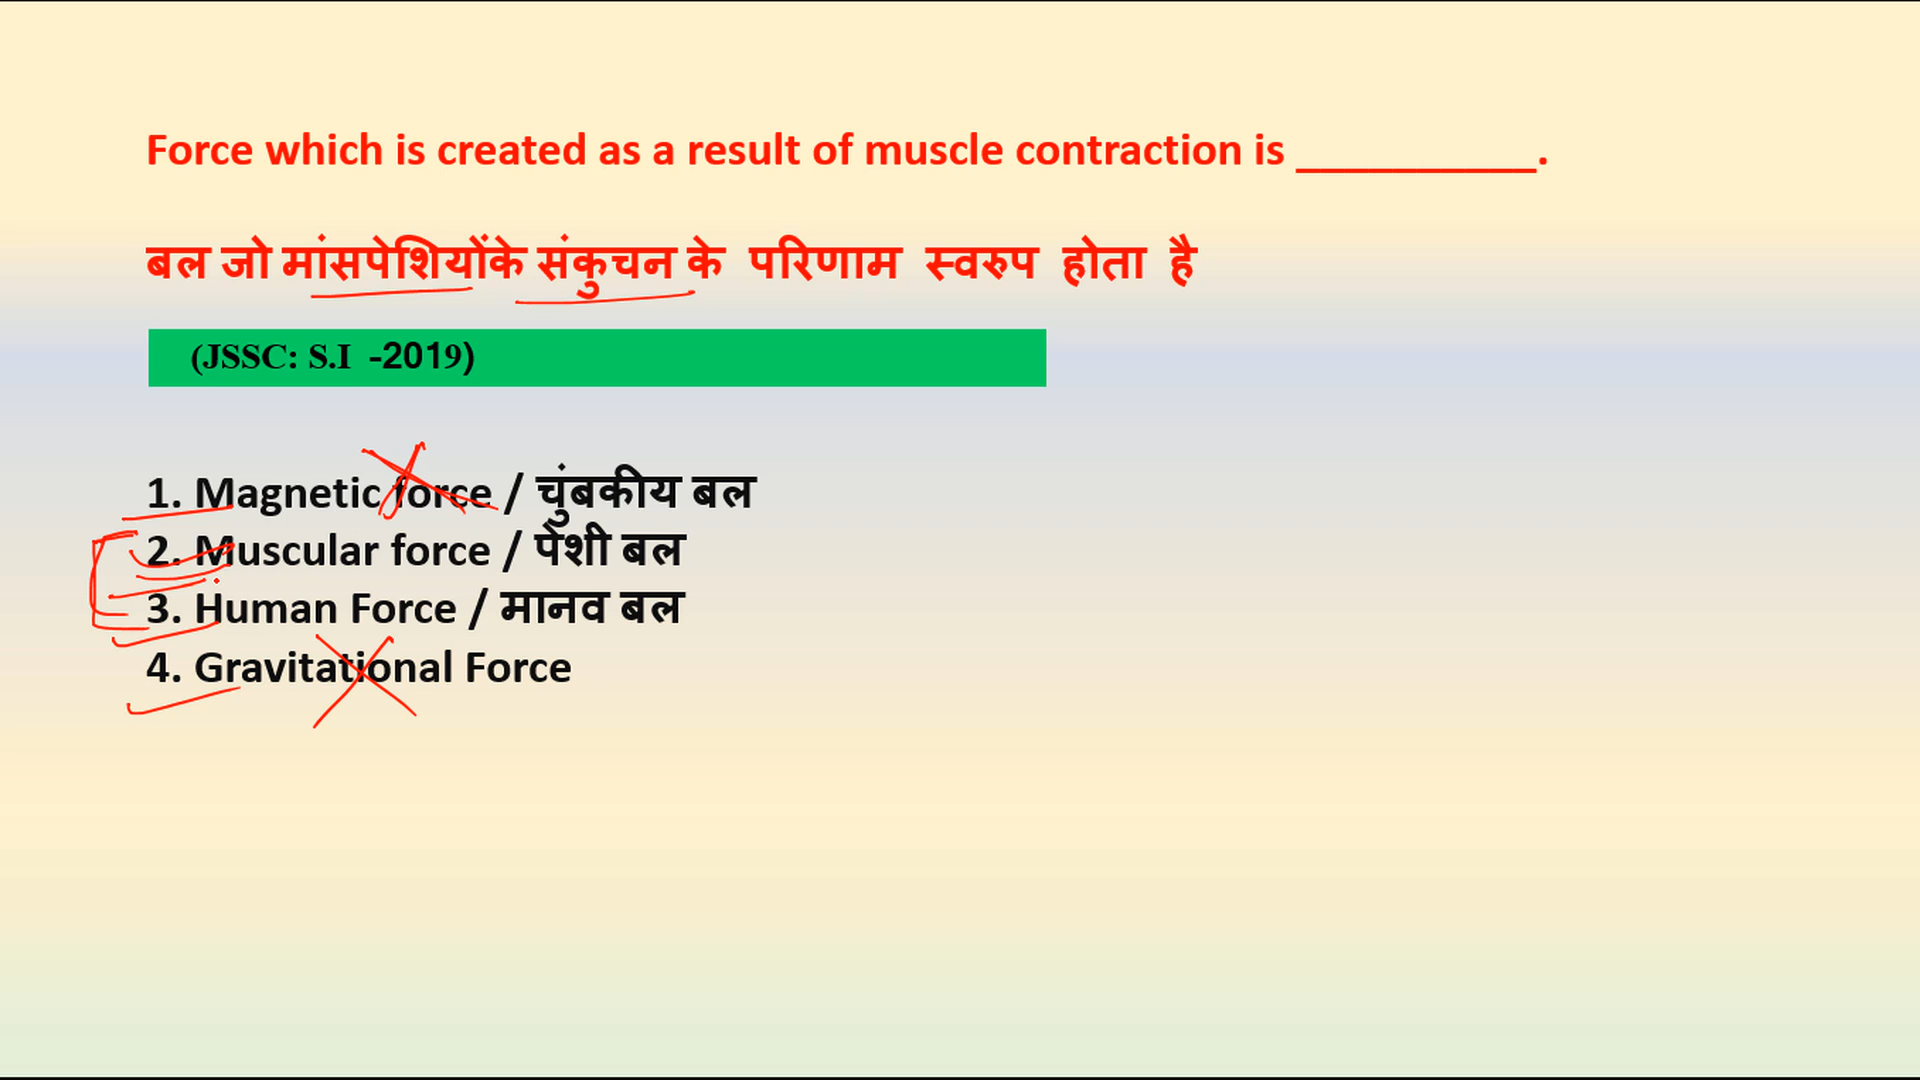 Force which is created as a result of muscle contraction is __________.
बल जो मांसपेशियोंके संकुचन के परिणाम स्वरुप होता है
(JSSC: S.I -2019)
1. Magnetic force / चुंबकीय बल
2. Muscular force / पेशी बल
3. Human Force / मानव बल
4. Gravitational Force